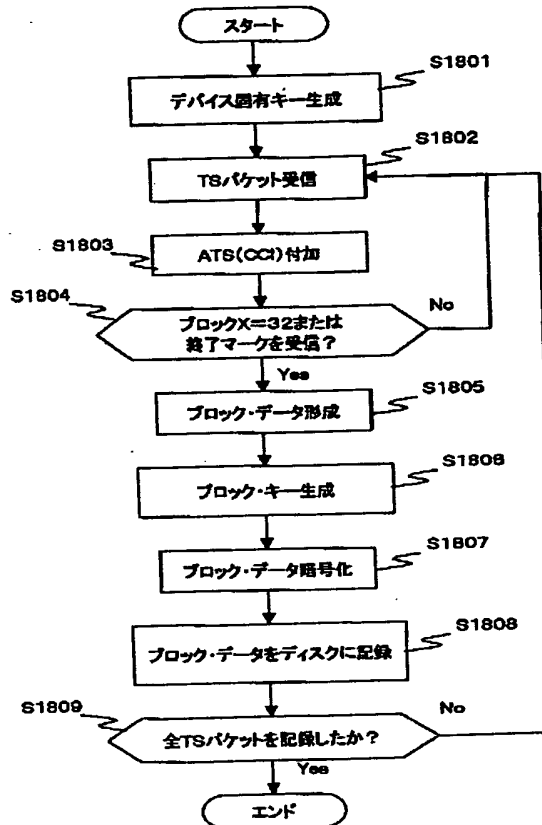 スタート
S1801
デバイス固有キー生成
S1802
TSパケット受信
S1803
ATS(CCI)付加
S1804
ブロックX=32または
終了マークを受信?
No
Yes
S1805
ブロック・データ形成
S1806
ブロック・キー生成
S1807
ブロック・データ暗号化
S1808
ブロック・データをディスクに記録
S1809
全TSパケットを記録したか?
No
Yes
エンド